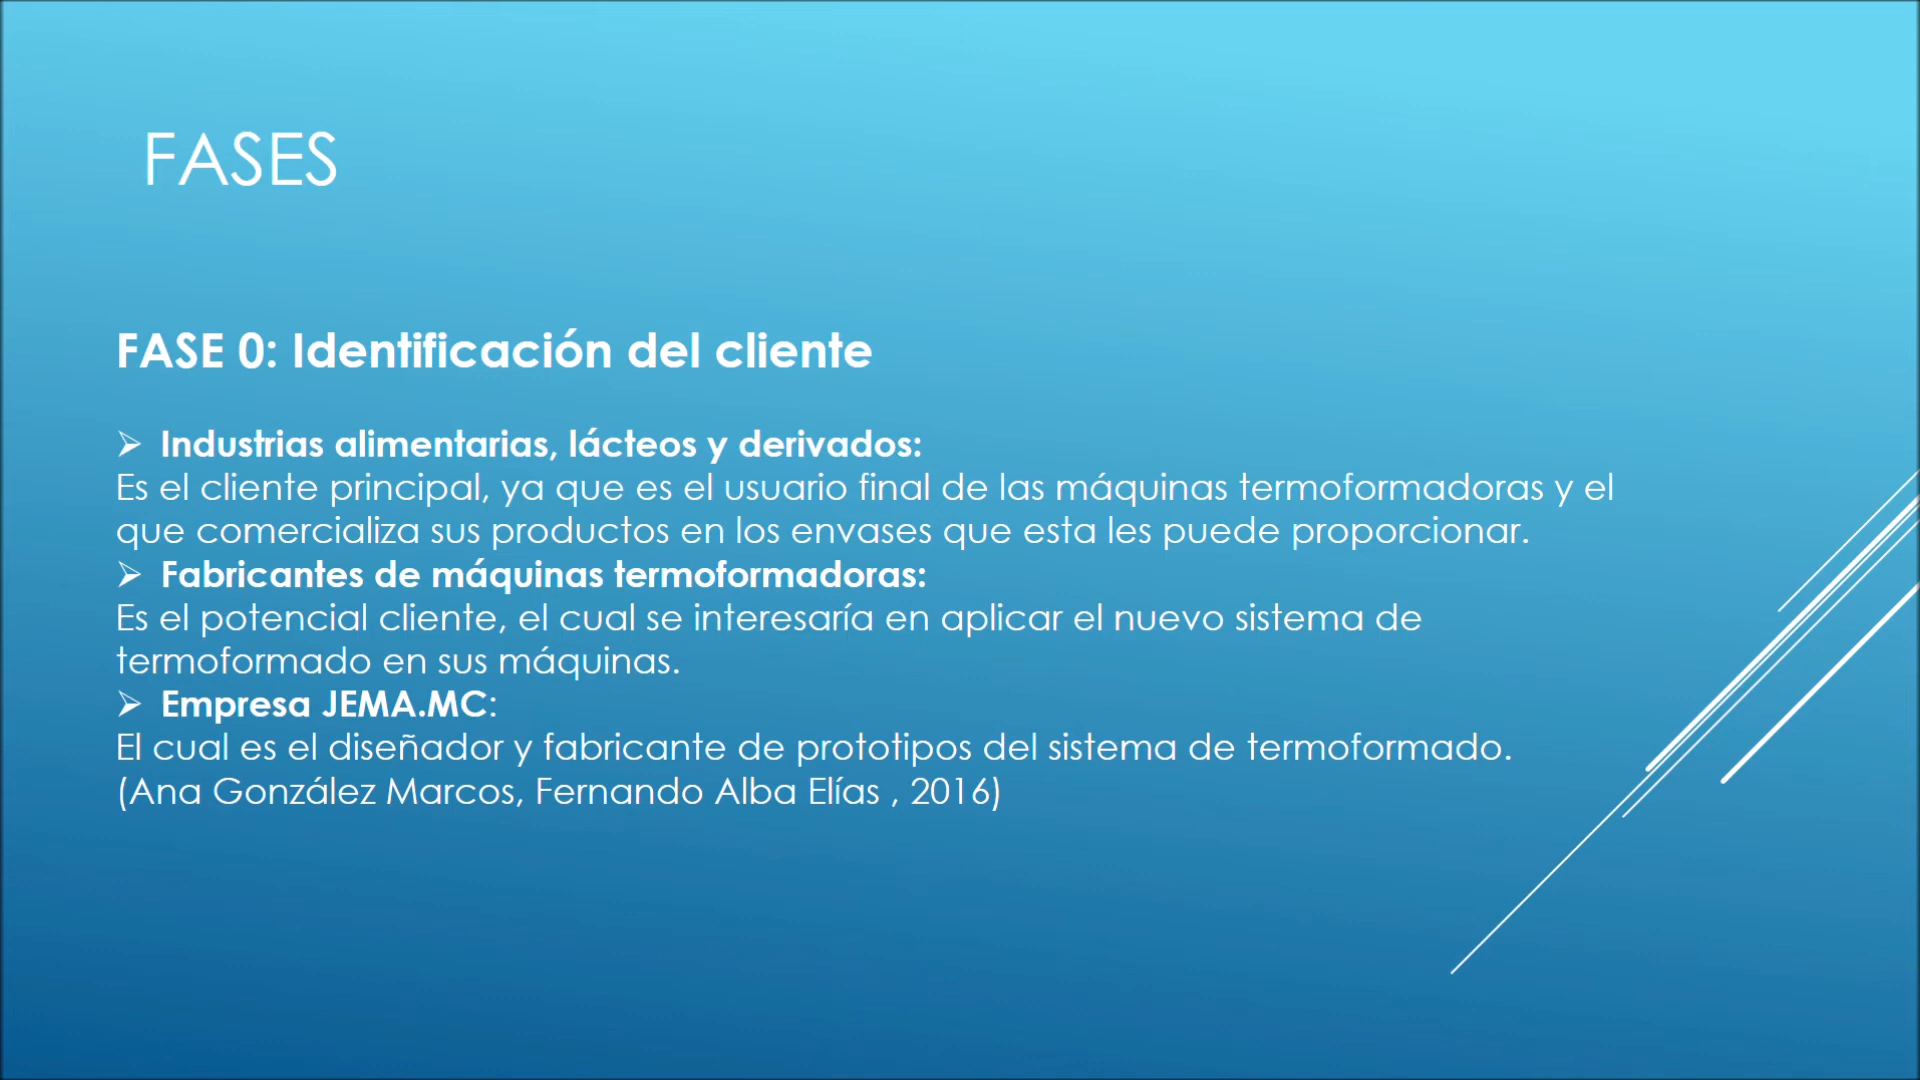 FASES
FASE 0: Identificación del cliente
➢ Industrias alimentarias, lácteos y derivados:
Es el cliente principal, ya que es el usuario final de las máquinas termoformadoras y el
que comercializa sus productos en los envases que esta les puede proporcionar.
➢ Fabricantes de máquinas termoformadoras:
Es el potencial cliente, el cual se interesaría en aplicar el nuevo sistema de
termoformado en sus máquinas.
➢ Empresa JEMA.MC:
El cual es el diseñador y fabricante de prototipos del sistema de termoformado.
(Ana González Marcos, Fernando Alba Elías , 2016)